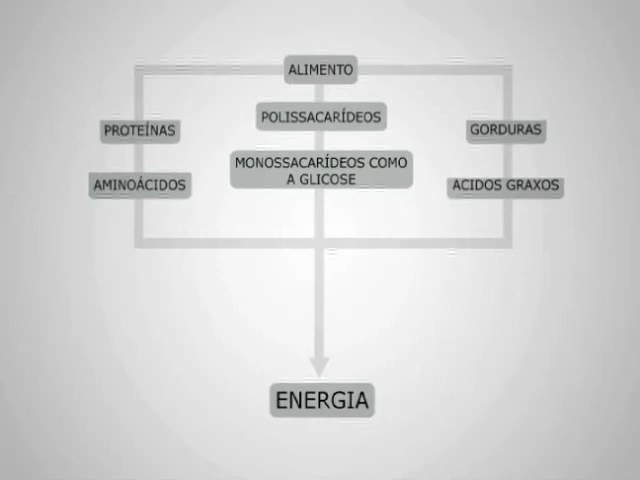 ALIMENTO
PROTEÍNAS
POLISSACARÍDEOS
GORDURAS
AMINOÁCIDOS
MONOSSACARÍDEOS COMO
A GLICOSE
ACIDOS GRAXOS
ENERGIA